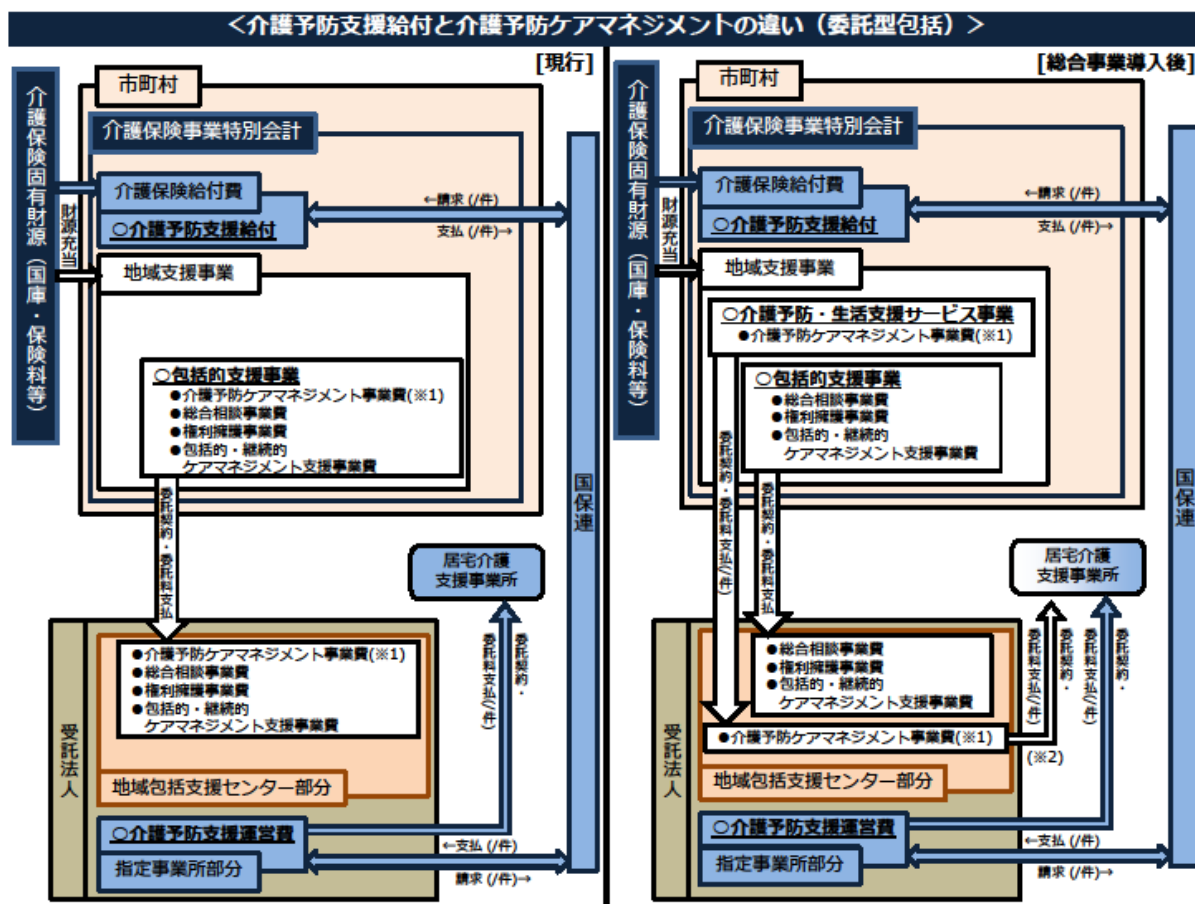 ＜介護予防支援給付と介護予防ケアマネジメントの違い（委託型包括）＞
[現行]
市町村
介護保険事業特別会計
介護保険固有財源（国庫・保険料等）
財源充当
介護保険給付費
○介護予防支援給付
←請求 (/件)
支払 (/件)→
地域支援事業
○包括的支援事業
●介護予防ケアマネジメント事業費(※1)
●総合相談事業費
●権利擁護事業費
●包括的・継続的
ケアマネジメント支援事業費
国保連
委託契約・委託料支払
居宅介護
支援事業所
委託契約・
委託料支払(/件)
受託法人
●介護予防ケアマネジメント事業費(※1)
●総合相談事業費
●権利擁護事業費
●包括的・継続的
ケアマネジメント支援事業費
地域包括支援センター部分
○介護予防支援運営費
指定事業所部分
←支払 (/件)
請求 (/件)→
[総合事業導入後]
市町村
介護保険事業特別会計
介護保険固有財源（国庫・保険料等）
財源充当
介護保険給付費
○介護予防支援給付
←請求 (/件)
支払 (/件)→
地域支援事業
○介護予防・生活支援サービス事業
●介護予防ケアマネジメント事業費(※1)
○包括的支援事業
●総合相談事業費
●権利擁護事業費
●包括的・継続的
ケアマネジメント支援事業費
国保連
委託契約・委託料支払(/件)
委託契約・委託料支払
居宅介護
支援事業所
委託契約・
委託料支払(/件)
委託契約・
委託料支払(/件)
(※2)
受託法人
●総合相談事業費
●権利擁護事業費
●包括的・継続的
ケアマネジメント支援事業費
●介護予防ケアマネジメント事業費(※1)
地域包括支援センター部分
○介護予防支援運営費
指定事業所部分
←支払 (/件)
請求 (/件)→